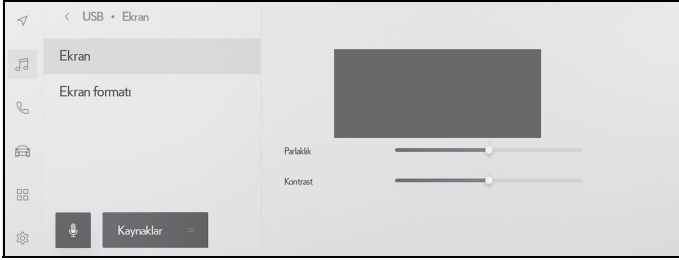 USB • Ekran
Ekran
Ekran formatı
Parlaklık
Kontrast
Kaynaklar